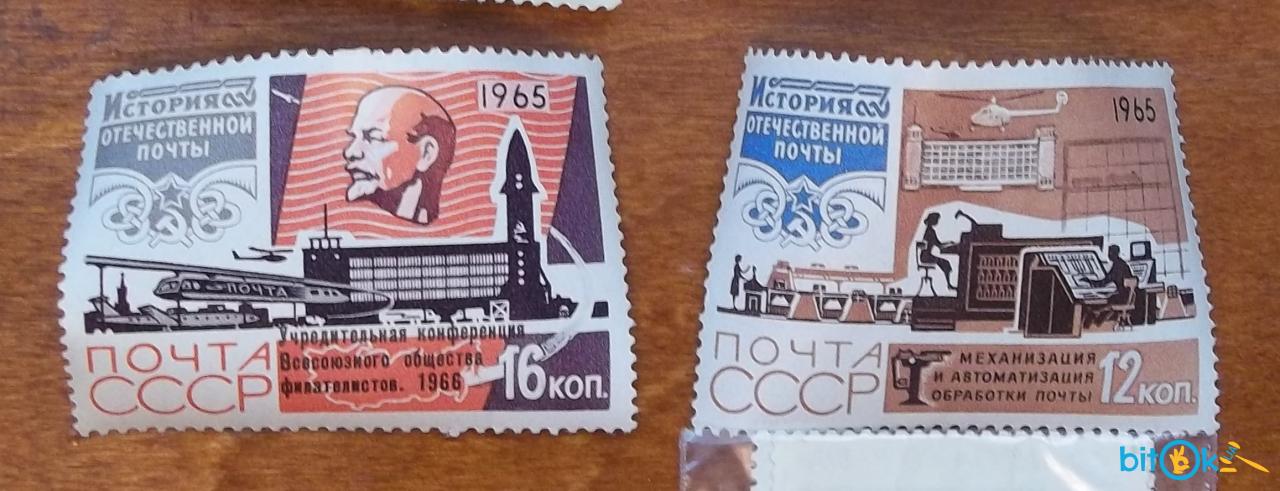 История
отечественной
почты
1965
ПОЧТА
Учредительная конференция
Всесоюзного общества
филателистов. 1966
ПОЧТА
СССР
16 коп.
История
отечественной
почты
1965
ПОЧТА
СССР
МЕХАНИЗАЦИЯ
И АВТОМАТИЗАЦИЯ
ОБРАБОТКИ ПОЧТЫ
12 коп.
bitOk